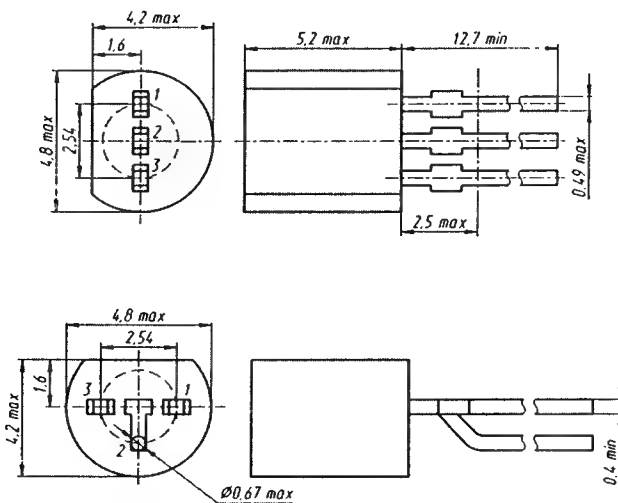 4,2 max
1,6
5,2 max
12,7 min
4,8 max
2,54
1
2
3
0,49 max
2,5 max
4,8 max
2,54
4,2 max
1,6
3
1
2
Ø0,67 max
0,4 min